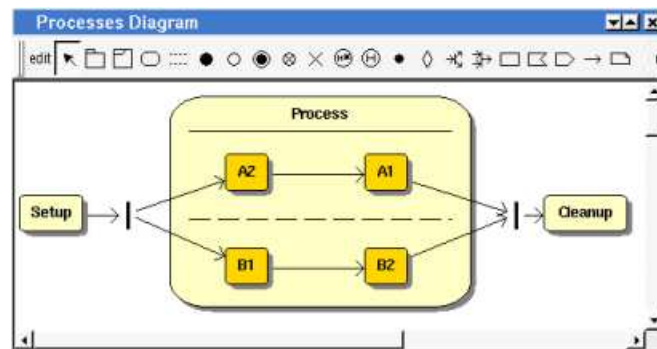 Processes Diagram
edit
Process
A2 A1
Setup Cleanup
B1 B2